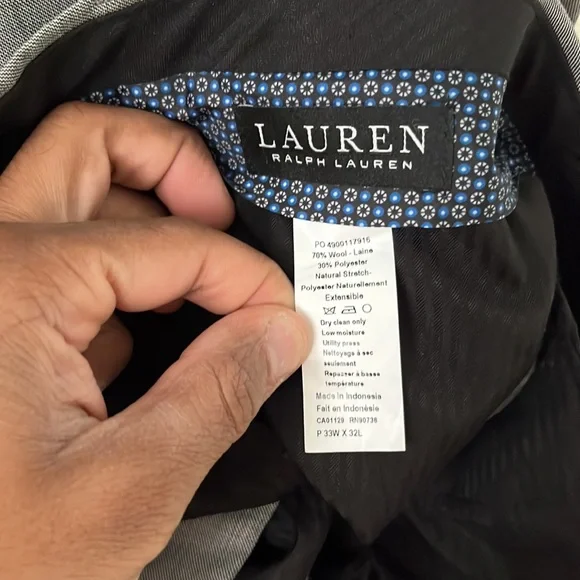 LAUREN
RALPH LAUREN
PO 4900117915
70% Wool - Laine
30% Polyester
Natural Stretch-
Polyester Naturellement
Extensible
Dry clean only
Low moisture
Utility press
Nettoyage à sec
seulement
Repasser à basse
température
Made in Indonesia
Fait en Indonésie
CA01129 RN90736
P 33W X 32L